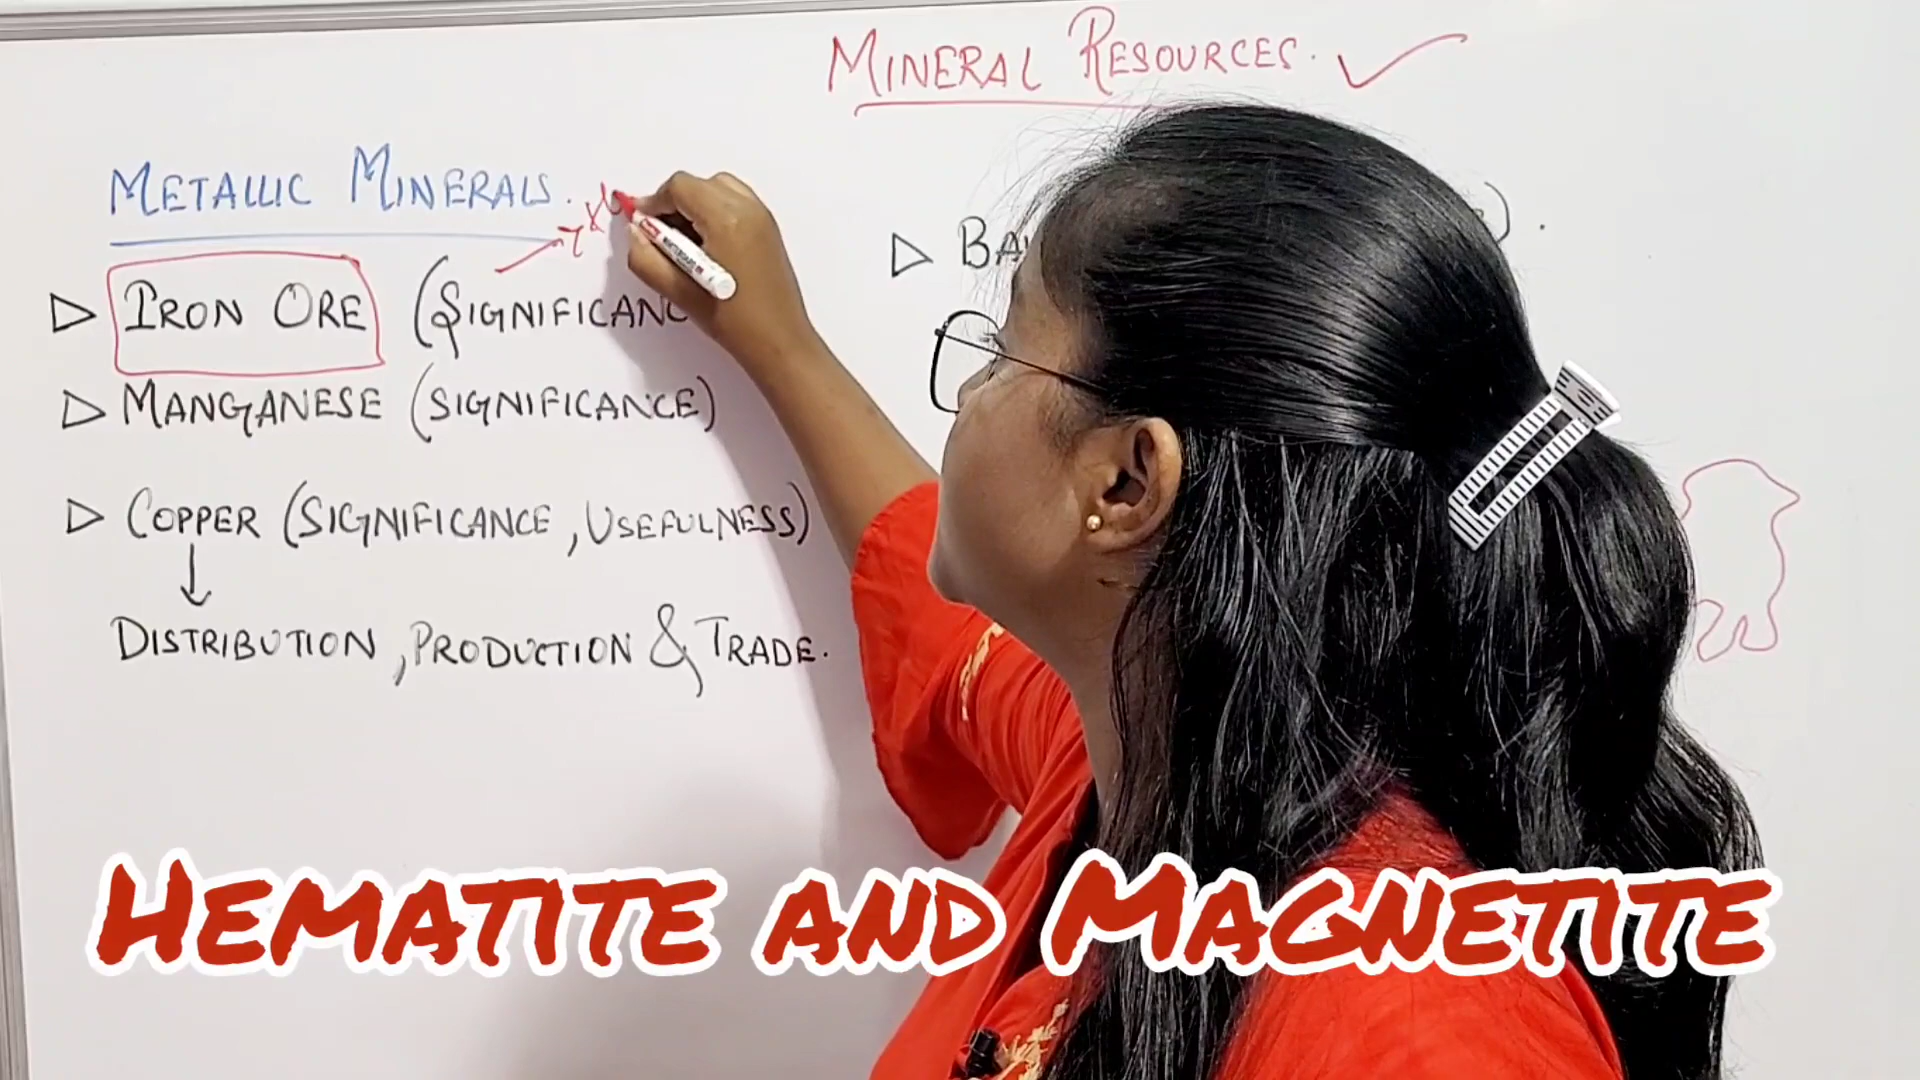 MINERAL RESOURCES.
METALLIC MINERALS.
▷ IRON ORE (SIGNIFICANC
▷ MANGANESE (SIGNIFICANCE)
▷ COPPER (SIGNIFICANCE, USEFULNESS)
↓
DISTRIBUTION, PRODUCTION & TRADE.
▷
HEMATITE AND MAGNETITE